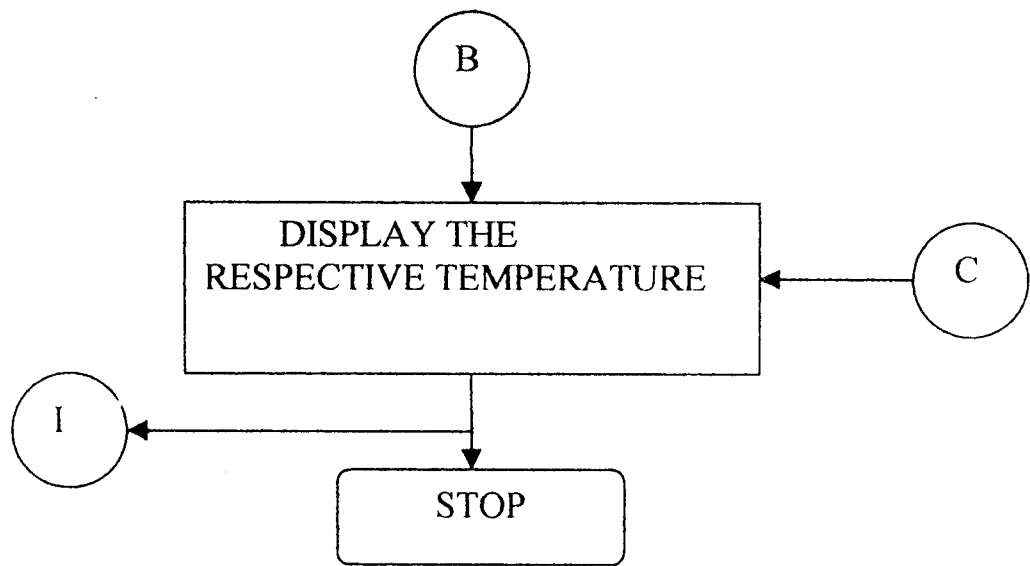 B
DISPLAY THE
RESPECTIVE TEMPERATURE
C
I
STOP